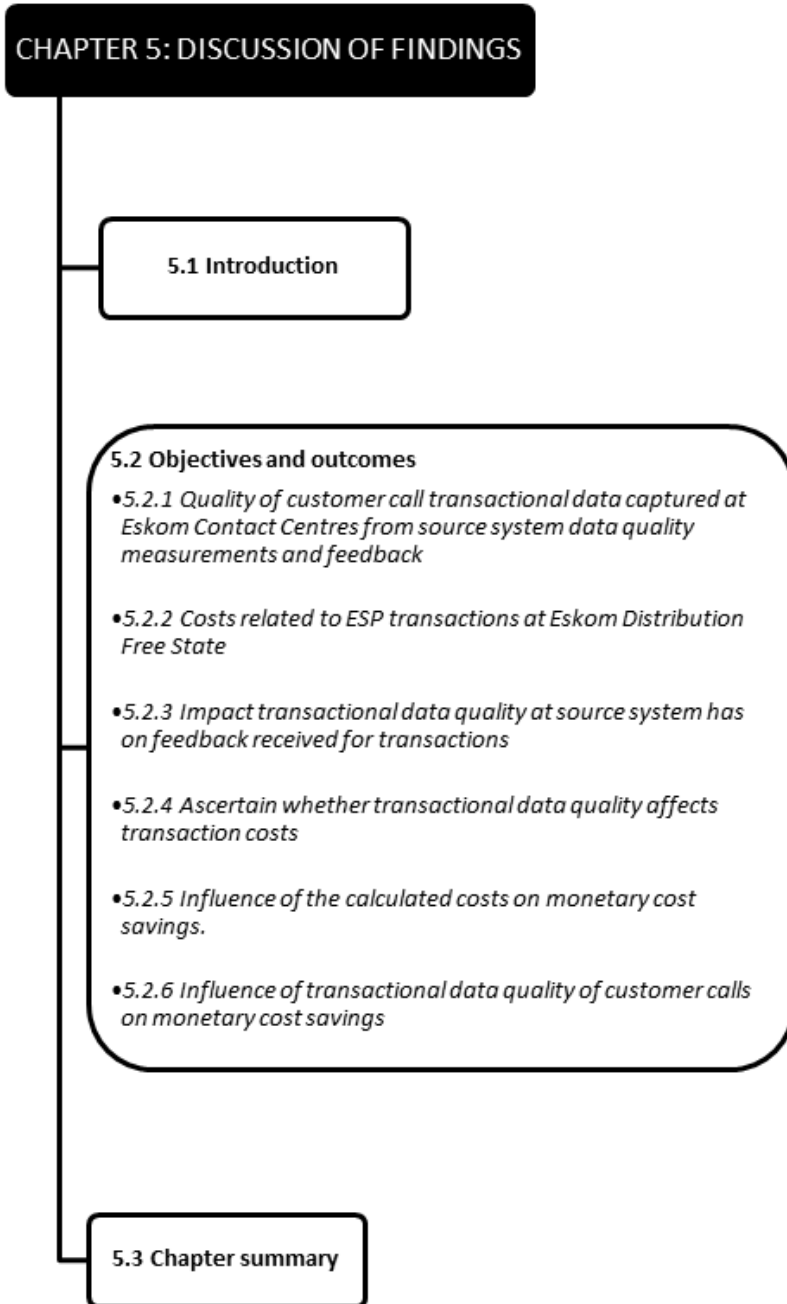 CHAPTER 5: DISCUSSION OF FINDINGS
5.1 Introduction
5.2 Objectives and outcomes
•5.2.1 Quality of customer call transactional data captured at
Eskom Contact Centres from source system data quality
measurements and feedback
•5.2.2 Costs related to ESP transactions at Eskom Distribution
Free State
•5.2.3 Impact transactional data quality at source system has
on feedback received for transactions
•5.2.4 Ascertain whether transactional data quality affects
transaction costs
•5.2.5 Influence of the calculated costs on monetary cost
savings.
•5.2.6 Influence of transactional data quality of customer calls
on monetary cost savings
5.3 Chapter summary